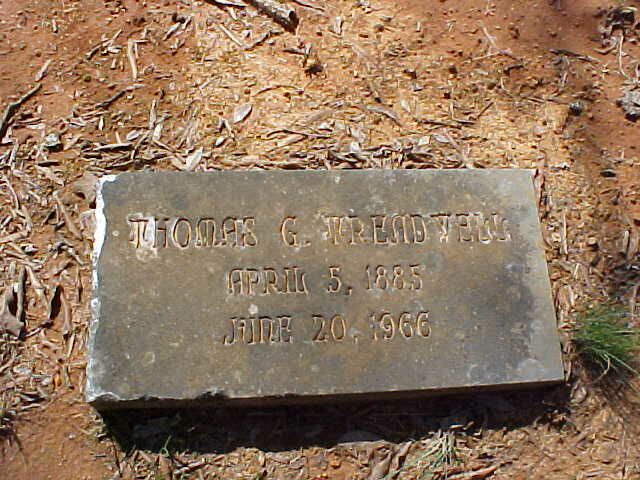 THOMAS G. TREADWELL
APRIL 5, 1885
JUNE 20, 1966